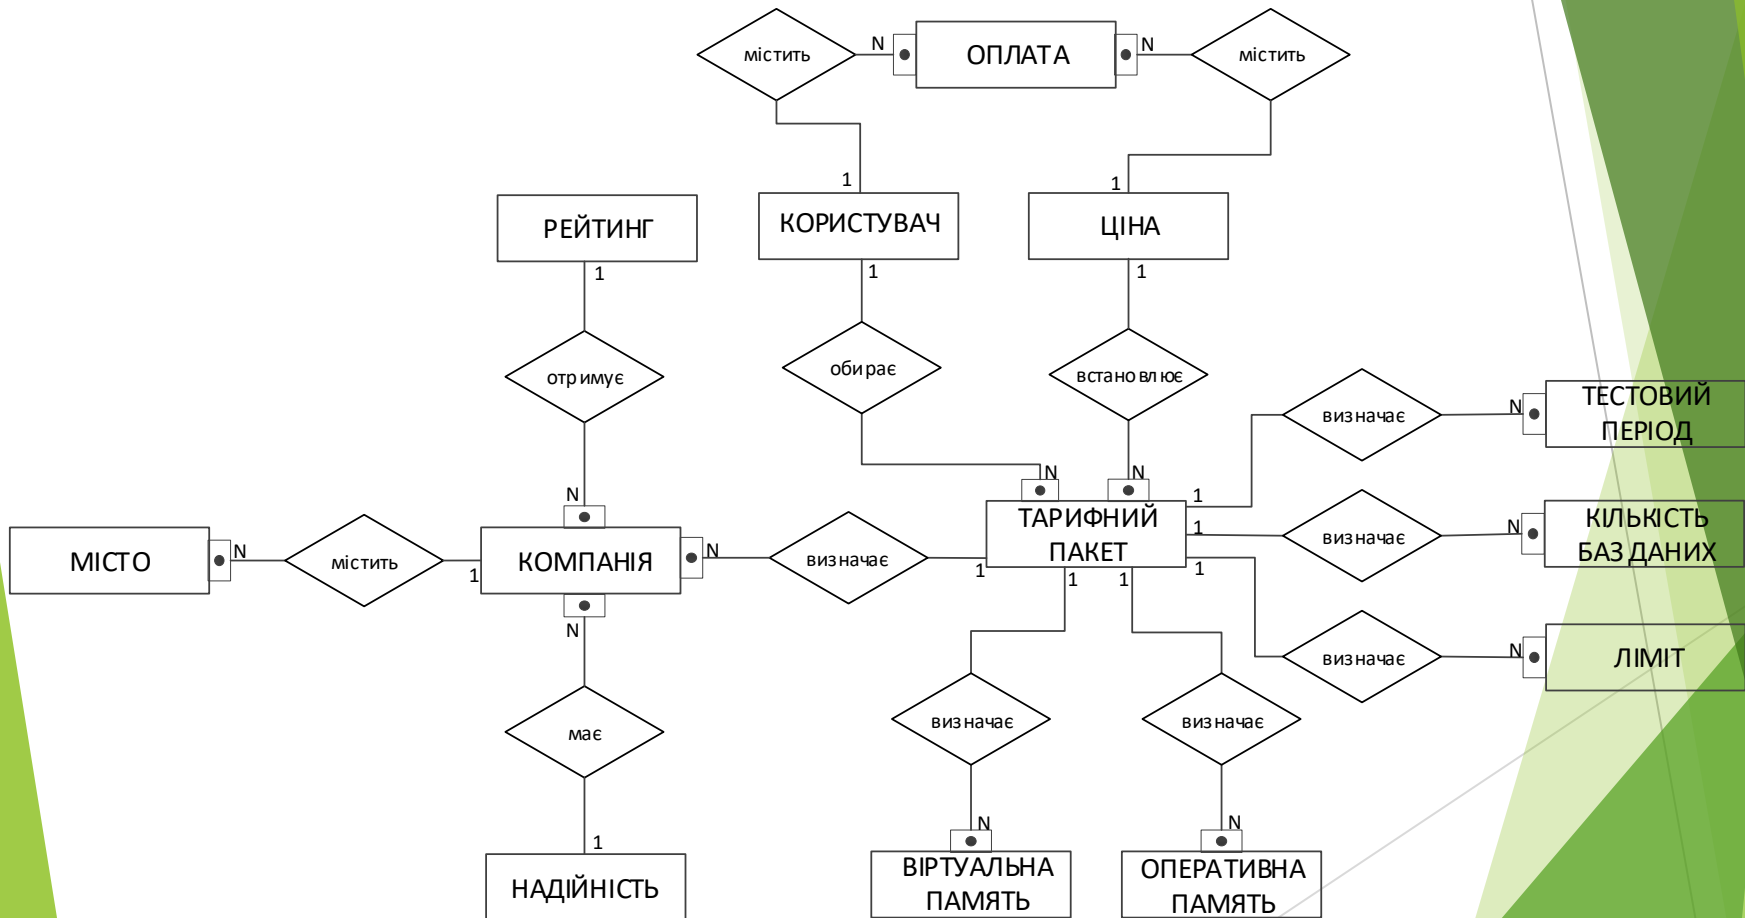 містить
N
ОПЛАТА
N
містить
1
1
РЕЙТИНГ
КОРИСТУВАЧ
ЦІНА
1
1
1
отримує
обирає
встановлює
визначає
N
ТЕСТОВИЙ
ПЕРІОД
N
N
N
1
МІСТО
N
містить
1
КОМПАНІЯ
N
визначає
1
ТАРИФНИЙ
ПАКЕТ
1
визначає
N
КІЛЬКІСТЬ
БАЗ ДАНИХ
1
1
1
N
визначає
N
ЛІМІТ
має
визначає
визначає
1
N
N
НАДІЙНІСТЬ
ВІРТУАЛЬНА
ПАМЯТЬ
ОПЕРАТИВНА
ПАМЯТЬ